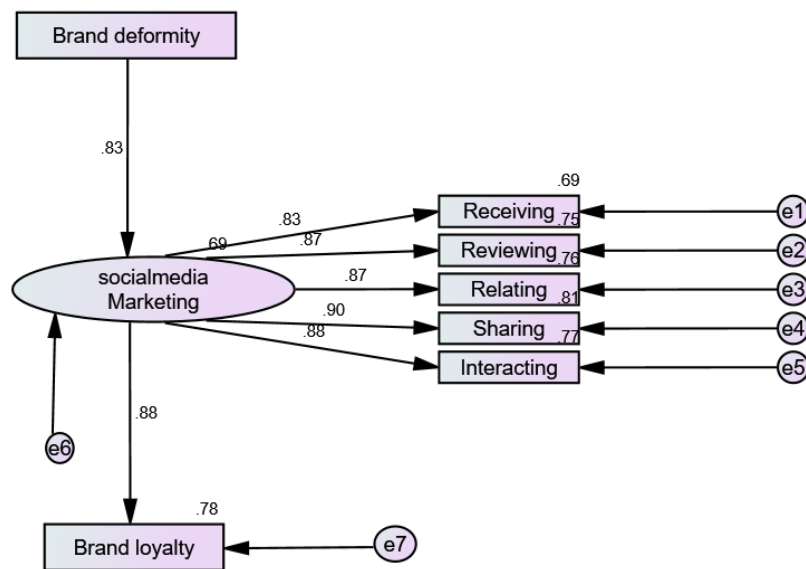 Brand deformity
.83
.69
.83
Receiving
.75
e1
.69
.87
Reviewing
.76
e2
socialmedia
Marketing
.87
Relating
.81
e3
.90
Sharing
.77
e4
.88
Interacting
e5
.88
e6
.78
Brand loyalty
e7